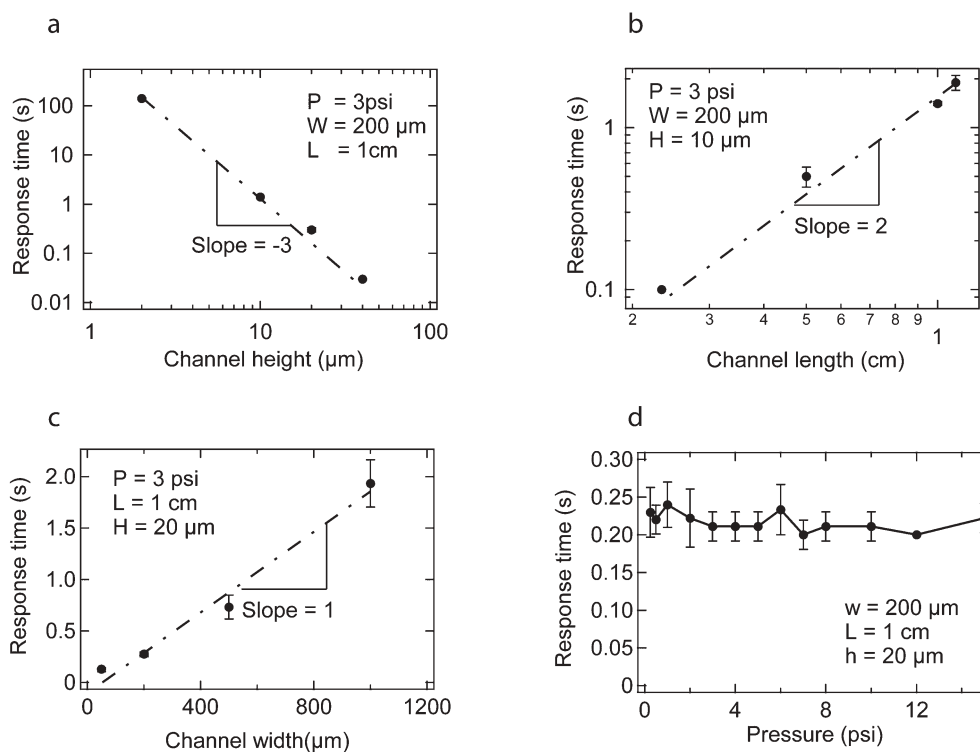 a
Response time (s)
100
10
1
0.1
0.01
P = 3psi
W = 200 µm
L = 1cm
Slope = -3
1
10
100
Channel height (µm)
b
Response time (s)
1
0.1
P = 3 psi
W = 200 µm
H = 10 µm
Slope = 2
2
3
4
5
6
7
8
9
1
Channel length (cm)
c
Response time (s)
2.0
1.5
1.0
0.5
0
P = 3 psi
L = 1 cm
H = 20 µm
Slope = 1
0
400
800
1200
Channel width(µm)
d
Response time (s)
0.30
0.25
0.20
0.15
0.10
0.05
0
w = 200 µm
L = 1 cm
h = 20 µm
0
4
8
12
Pressure (psi)